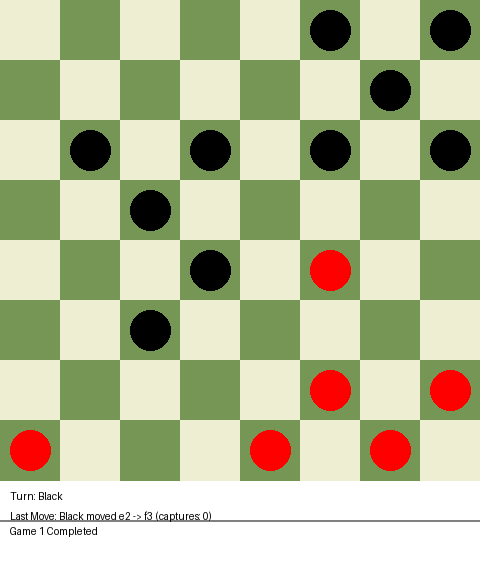 Turn: Black
Last Move: Black moved e2 -> f3 (captures: 0)
Game 1 Completed